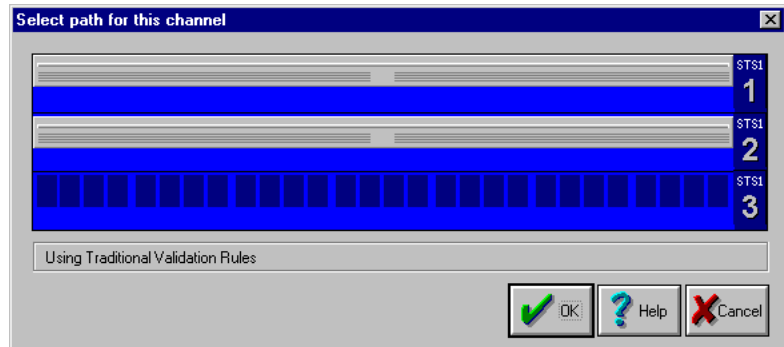 Select path for this channel
STS1
1
STS1
2
STS1
3
Using Traditional Validation Rules
OK
Help
Cancel